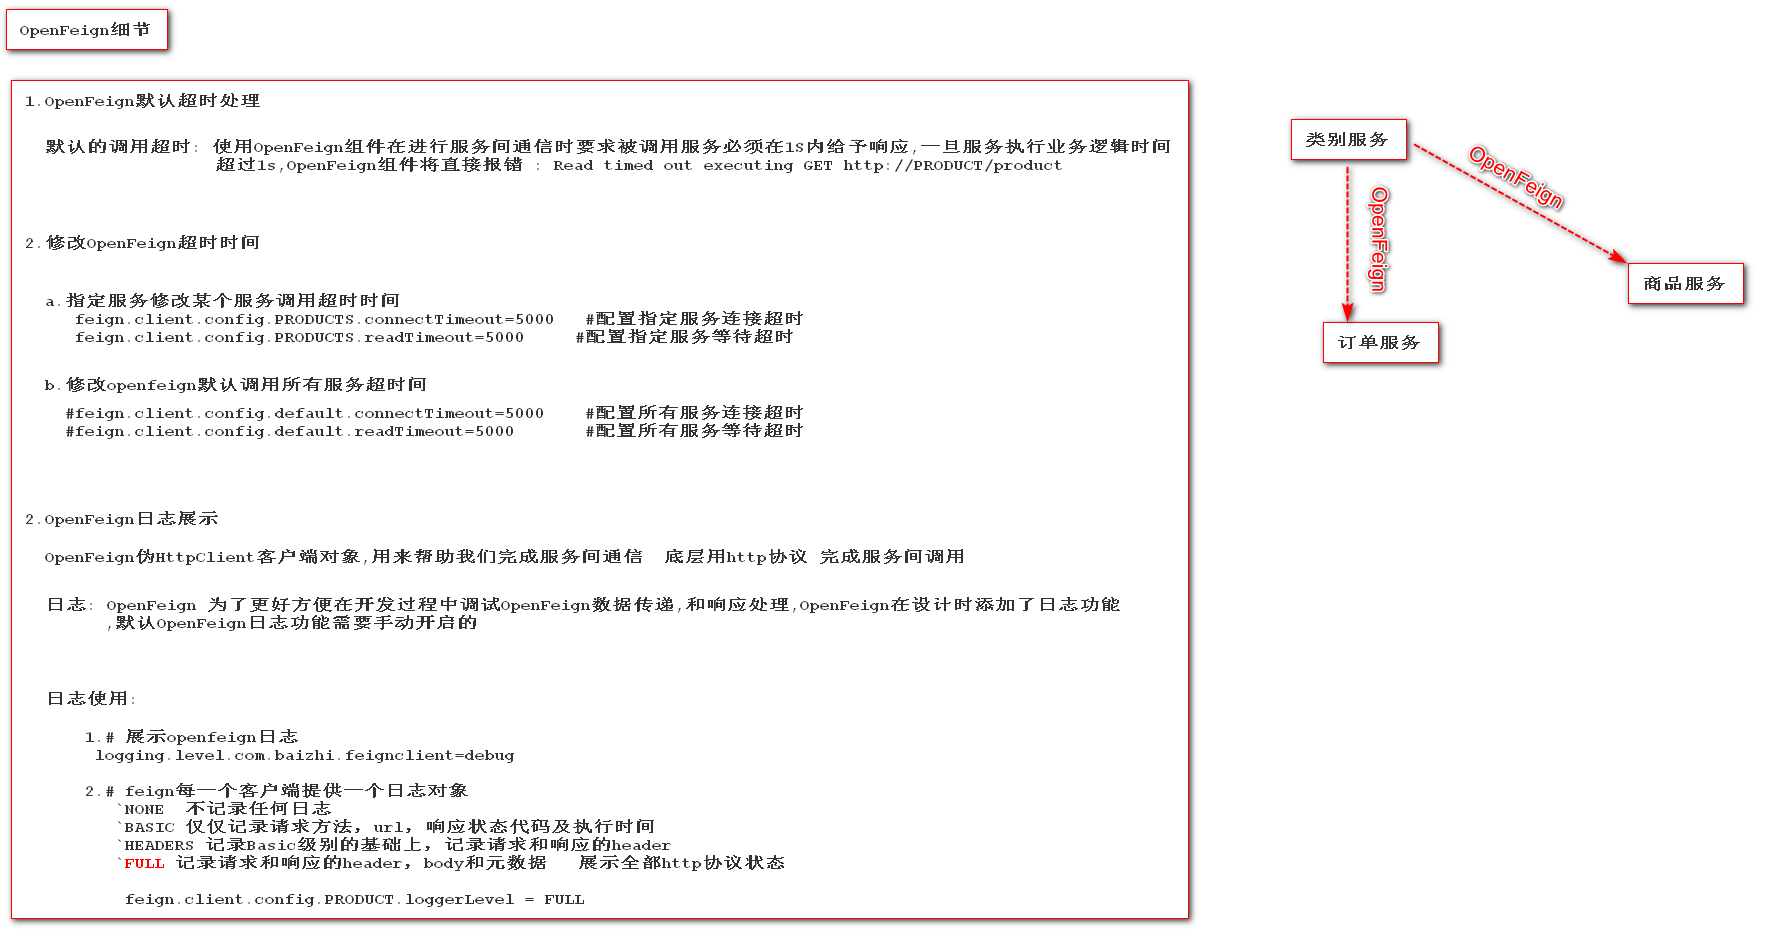 OpenFeign细节
1.OpenFeign默认超时处理
默认的调用超时: 使用OpenFeign组件在进行服务间通信时要求被调用服务必须在1S内给予响应,一旦服务执行业务逻辑时间
超过1s,OpenFeign组件将直接报错 : Read timed out executing GET http://PRODUCT/product
2.修改OpenFeign超时时间
a.指定服务修改某个服务调用超时时间
feign.client.config.PRODUCTS.connectTimeout=5000 #配置指定服务连接超时
feign.client.config.PRODUCTS.readTimeout=5000 #配置指定服务等待超时
b.修改openfeign默认调用所有服务超时间
#feign.client.config.default.connectTimeout=5000 #配置所有服务连接超时
#feign.client.config.default.readTimeout=5000 #配置所有服务等待超时
2.OpenFeign日志展示
OpenFeign伪HttpClient客户端对象,用来帮助我们完成服务间通信 底层用http协议 完成服务间调用
日志: OpenFeign 为了更好方便在开发过程中调试OpenFeign数据传递,和响应处理,OpenFeign在设计时添加了日志功能
,默认OpenFeign日志功能需要手动开启的
日志使用:
1.# 展示openfeign日志
logging.level.com.baizhi.feignclient=debug
2.# feign每一个客户端提供一个日志对象
`NONE 不记录任何日志
`BASIC 仅仅记录请求方法，url，响应状态代码及执行时间
`HEADERS 记录Basic级别的基础上，记录请求和响应的header
`FULL 记录请求和响应的header，body和元数据 展示全部http协议状态
feign.client.config.PRODUCT.loggerLevel = FULL
类别服务
OpenFeign
OpenFeign
商品服务
订单服务